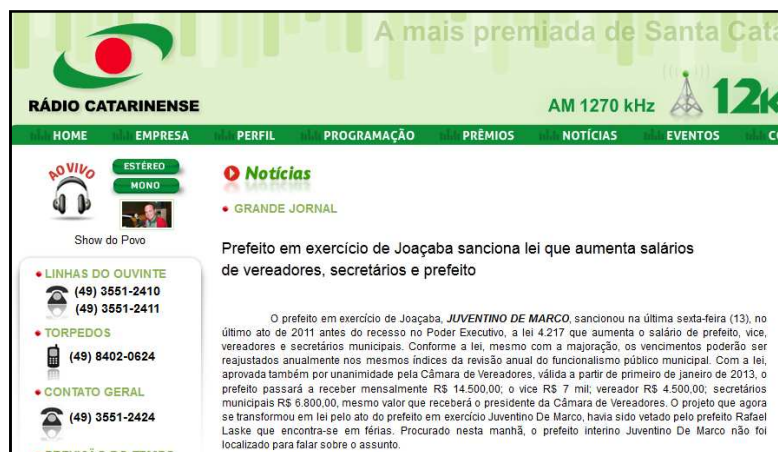 A mais premiada de Santa Cata
RÁDIO CATARINENSE
AM 1270 kHz
12K
HOME EMPRESA PERFIL PROGRAMAÇÃO PRÊMIOS NOTÍCIAS EVENTOS
AO VIVO
ESTÉREO
MONO
Show do Povo
LINHAS DO OUVINTE
(49) 3551-2410
(49) 3551-2411
TORPEDOS
(49) 8402-0624
CONTATO GERAL
(49) 3551-2424
Notícias
GRANDE JORNAL
Prefeito em exercício de Joaçaba sanciona lei que aumenta salários
de vereadores, secretários e prefeito
O prefeito em exercício de Joaçaba, JUVENTINO DE MARCO, sancionou na última sexta-feira (13), no
último ato de 2011 antes do recesso no Poder Executivo, a lei 4.217 que aumenta o salário de prefeito, vice,
vereadores e secretários municipais. Conforme a lei, mesmo com a majoração, os vencimentos poderão ser
reajustados anualmente nos mesmos índices da revisão anual do funcionalismo público municipal. Com a lei,
aprovada também por unanimidade pela Câmara de Vereadores, válida a partir de primeiro de janeiro de 2013, o
prefeito passará a receber mensalmente R$ 14.500,00; o vice R$ 7 mil; vereador R$ 4.500,00; secretários
municipais R$ 6.800,00, mesmo valor que receberá o presidente da Câmara de Vereadores. O projeto que agora
se transformou em lei pelo ato do prefeito em exercício Juventino De Marco, havia sido vetado pelo prefeito Rafael
Laske que encontra-se em férias. Procurado nesta manhã, o prefeito interino Juventino De Marco não foi
localizado para falar sobre o assunto.